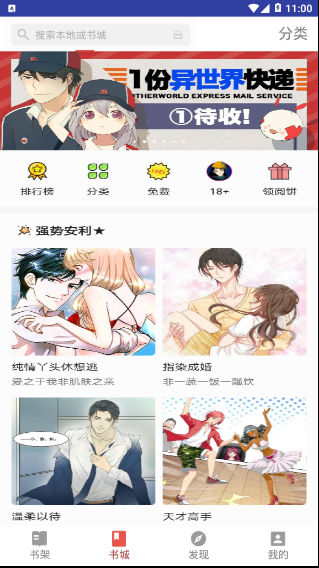 11:00
搜索本地或书城
分类
1份异世界快递
OTHERWORLD EXPRESS MAIL SERVICE
①待收!
排行榜
分类
FREE
免费
18+
领阅饼
强势安利★
纯情丫头休想逃
指染成婚
爱之于我非肌肤之亲
非一蔬一饭一瓢饮
温柔以待
天才高手
书架
书城
发现
我的